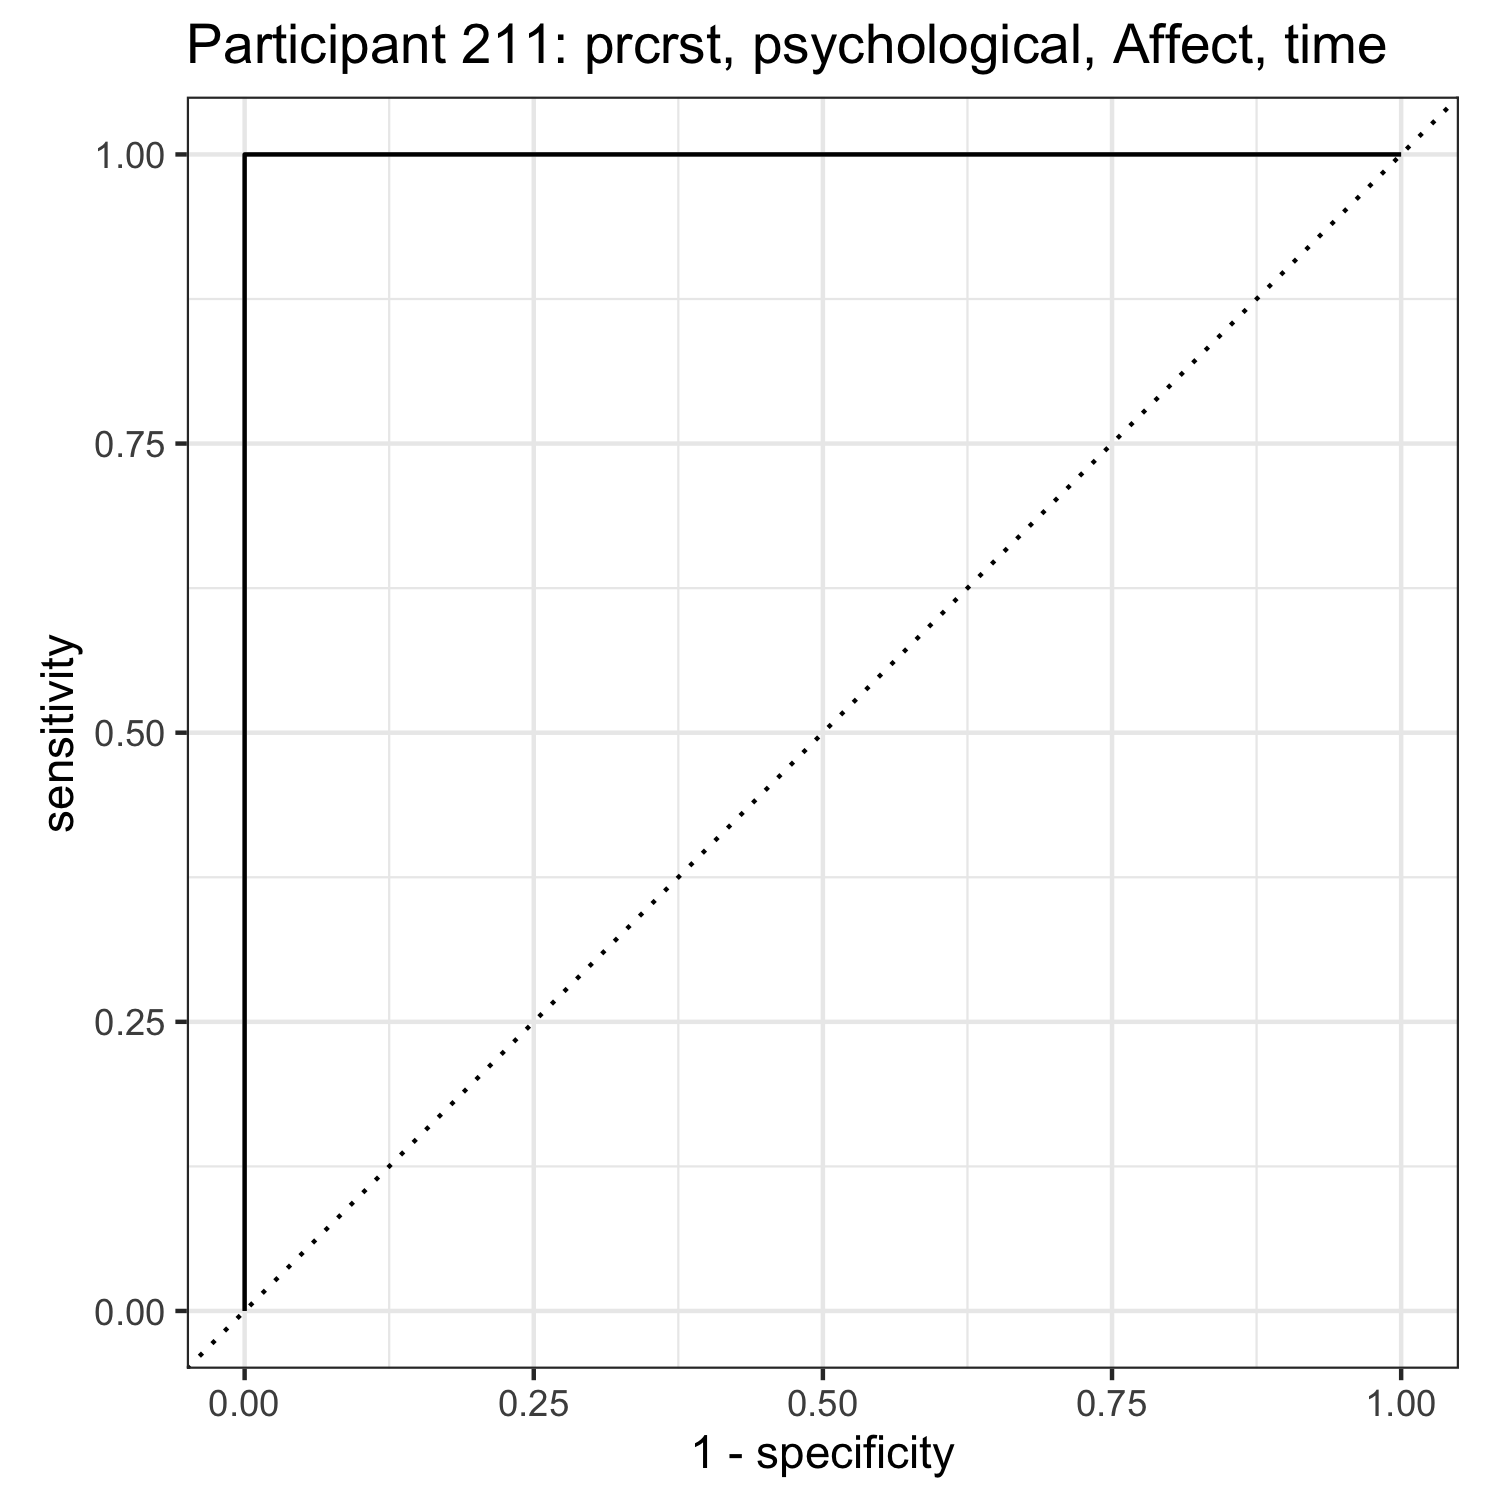 Participant 211: prcrst, psychological, Affect, time
sensitivity
1.00
0.75
0.50
0.25
0.00
0.00 0.25 0.50 0.75 1.00
1 - specificity